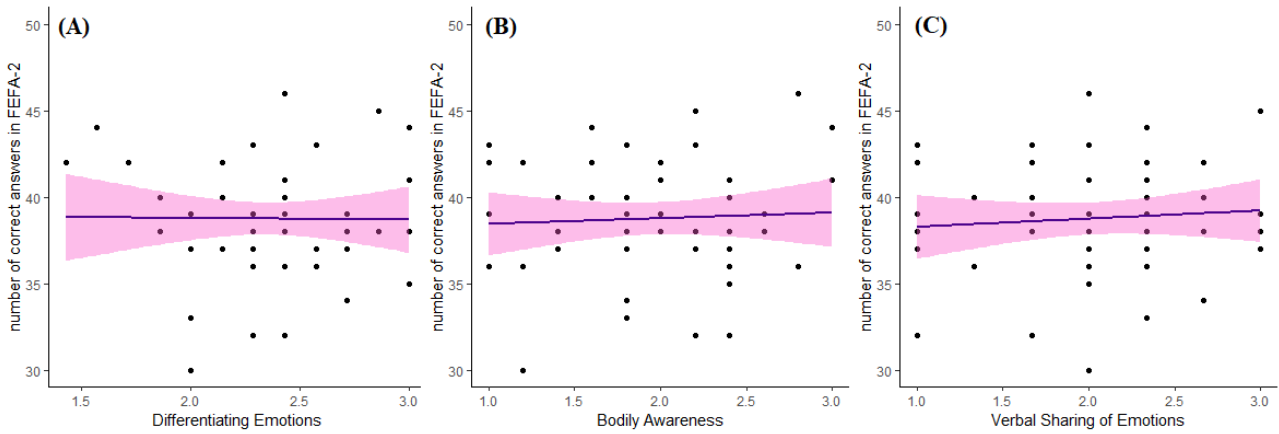 (A)
50
45
40
35
30
number of correct answers in FEFA-2
1.5 2.0 2.5 3.0
Differentiating Emotions
(B)
50
45
40
35
30
number of correct answers in FEFA-2
1.0 1.5 2.0 2.5 3.0
Bodily Awareness
(C)
50
45
40
35
30
number of correct answers in FEFA-2
1.0 1.5 2.0 2.5 3.0
Verbal Sharing of Emotions